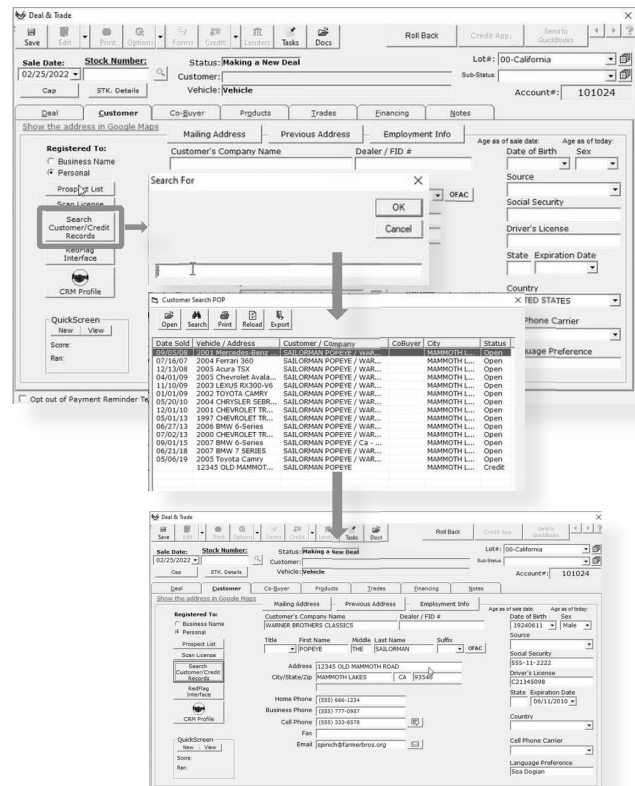 Deal & Trade
Save Edit Print Options Forms Credit Lenders Tasks Docs Roll Back Credit App. Send to QuickBooks
Sale Date: Stock Number: Status: Making a New Deal Lot#: 00-California
02/25/2022 Customer: Sub-Status:
Cap STK. Details Vehicle: Vehicle Account#: 101024
Deal Customer Co-Buyer Products Trades Financing Notes
Show the address in Google Maps Mailing Address Previous Address Employment Info Age as of sale date: Age as of today:
Registered To: Customer's Company Name Dealer / FID # Date of Birth Sex
Business Name
Personal
Source
Prospect List
Scan License
OFAC
Social Security
Search Customer/Credit Records
Driver's License
RedFlag Interface
State Expiration Date
CRM Profile
Country
TED STATES
QuickScreen
New View
Phone Carrier
Score:
uage Preference
Ran:
Opt out of Payment Reminder Te
Search For
OK
Cancel
Customer Search POP
Open Search Print Reload Export
Date Sold Vehicle / Address Customer / Company CoBuyer City Status
09/05/08 2001 Mercedes-Benz ... SAILORMAN POPEYE / WAR... MAMMOTH L... Open
07/16/07 2004 Ferrari 360 SAILORMAN POPEYE / WAR... MAMMOTH L... Open
12/13/08 2005 Acura TSX SAILORMAN POPEYE / WAR... MAMMOTH L... Open
04/01/09 2005 Chevrolet Avala... SAILORMAN POPEYE / WAR... MAMMOTH L... Open
11/10/09 2003 LEXUS RX300-V6 SAILORMAN POPEYE / WAR... MAMMOTH L... Open
01/01/09 2002 TOYOTA CAMRY SAILORMAN POPEYE / WAR... MAMMOTH L... Open
05/20/10 2004 CHRYSLER SEBR... SAILORMAN POPEYE / WAR... MAMMOTH L... Open
12/01/10 2001 CHEVROLET TR... SAILORMAN POPEYE / WAR... MAMMOTH L... Open
05/01/13 1997 CHEVROLET TR... SAILORMAN POPEYE / WAR... MAMMOTH L... Open
06/27/13 2006 BMW 6-Series SAILORMAN POPEYE / WAR... MAMMOTH L... Open
07/02/13 2000 CHEVROLET TR... SAILORMAN POPEYE / WAR... MAMMOTH L... Open
09/01/15 2007 BMW 6-Series SAILORMAN POPEYE / Ca - ... MAMMOTH L... Open
06/21/18 2007 BMW 7 SERIES SAILORMAN POPEYE / WAR... MAMMOTH L... Open
05/06/19 2005 Toyota Camry SAILORMAN POPEYE / WAR... MAMMOTH L... Open
12345 OLD MAMMOT... SAILORMAN POPEYE MAMMOTH L... Credit
Deal & Trade
Save Edit Print Options Forms Credit Lenders Tasks Docs Roll Back Credit App. Send to QuickBooks
Sale Date: Stock Number: Status: Making a New Deal Lot#: 00-California
02/25/2022 Customer: Sub-Status:
Cap STK. Details Vehicle: Vehicle Account#: 101024
Deal Customer Co-Buyer Products Trades Financing Notes
Show the address in Google Maps Mailing Address Previous Address Employment Info Age as of sale date: Age as of today:
Registered To: Customer's Company Name Dealer / FID # Date of Birth Sex
Business Name WARNER BROTHERS CLASSICS 19240611 Male
Personal Title First Name Middle Last Name Suffix Source
Prospect List POPEYE THE SAILORMAN OFAC
Scan License Social Security
Search Customer/Credit Records Address 12345 OLD MAMMOTH ROAD 555-11-2222
City/State/Zip MAMMOTH LAKES CA 93546 Driver's License
C21345098
RedFlag Interface State Expiration Date
Home Phone (555) 666-1234 06/11/2010
Business Phone (555) 777-0987
CRM Profile Cell Phone (555) 333-6578 Country
Fax
QuickScreen Email spinich@farmerbros.org Cell Phone Carrier
New View
Score: Language Preference
Ran: Sea Dogian